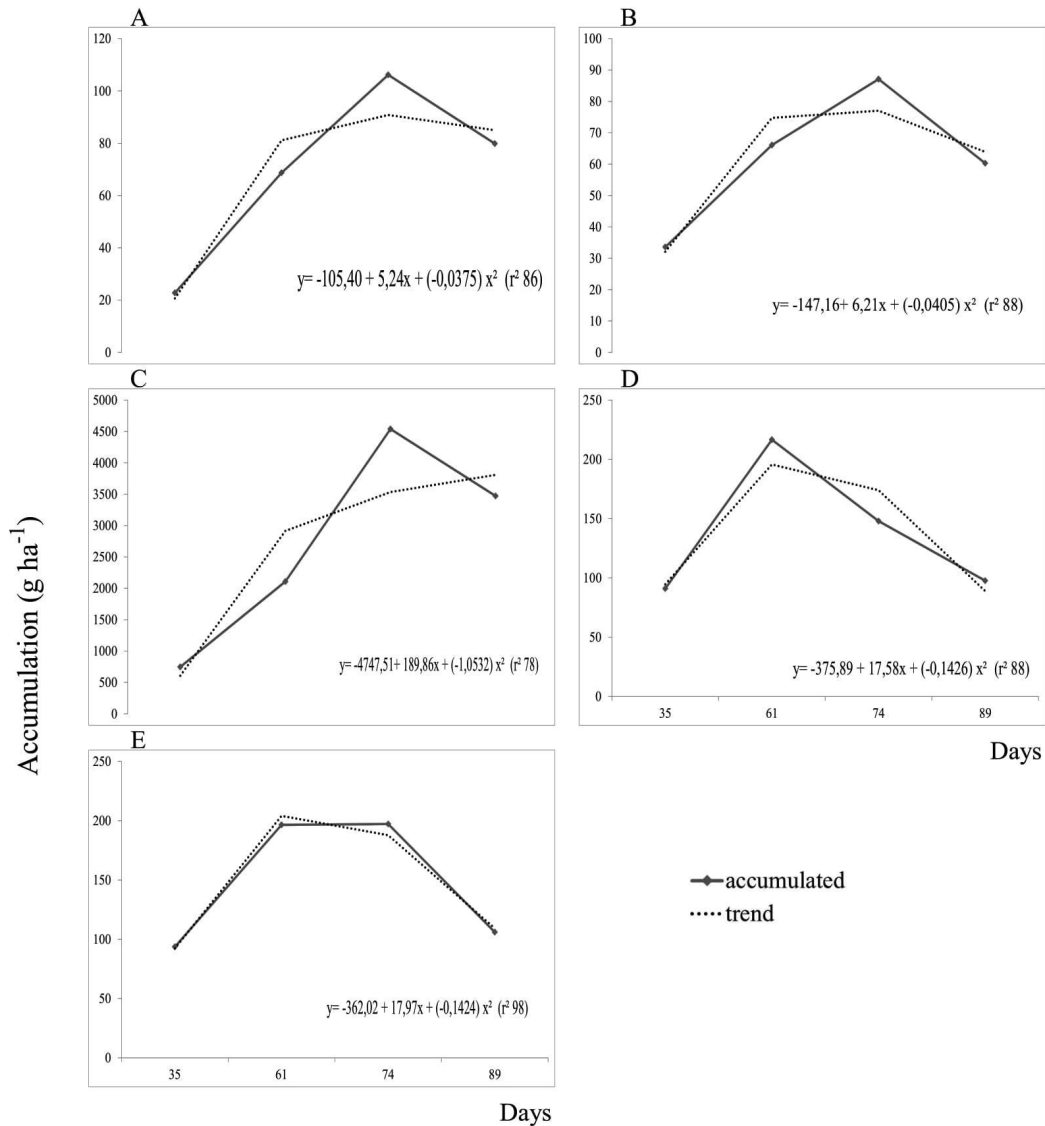 A
120
100
80
60
40
20
0
y= -105,40 + 5,24x + (-0,0375) x² (r² 86)
B
100
90
80
70
60
50
40
30
20
10
0
y= -147,16+ 6,21x + (-0,0405) x² (r² 88)
C
5000
4500
4000
3500
3000
2500
2000
1500
1000
500
0
y= -4747,51+ 189,86x + (-1,0532) x² (r² 78)
D
250
200
150
100
50
0
y= -375,89 + 17,58x + (-0,1426) x² (r² 88)
35 61 74 89
Days
Accumulation (g ha⁻¹)
E
250
200
150
100
50
0
y= -362,02 + 17,97x + (-0,1424) x² (r² 98)
35 61 74 89
Days
accumulated
trend